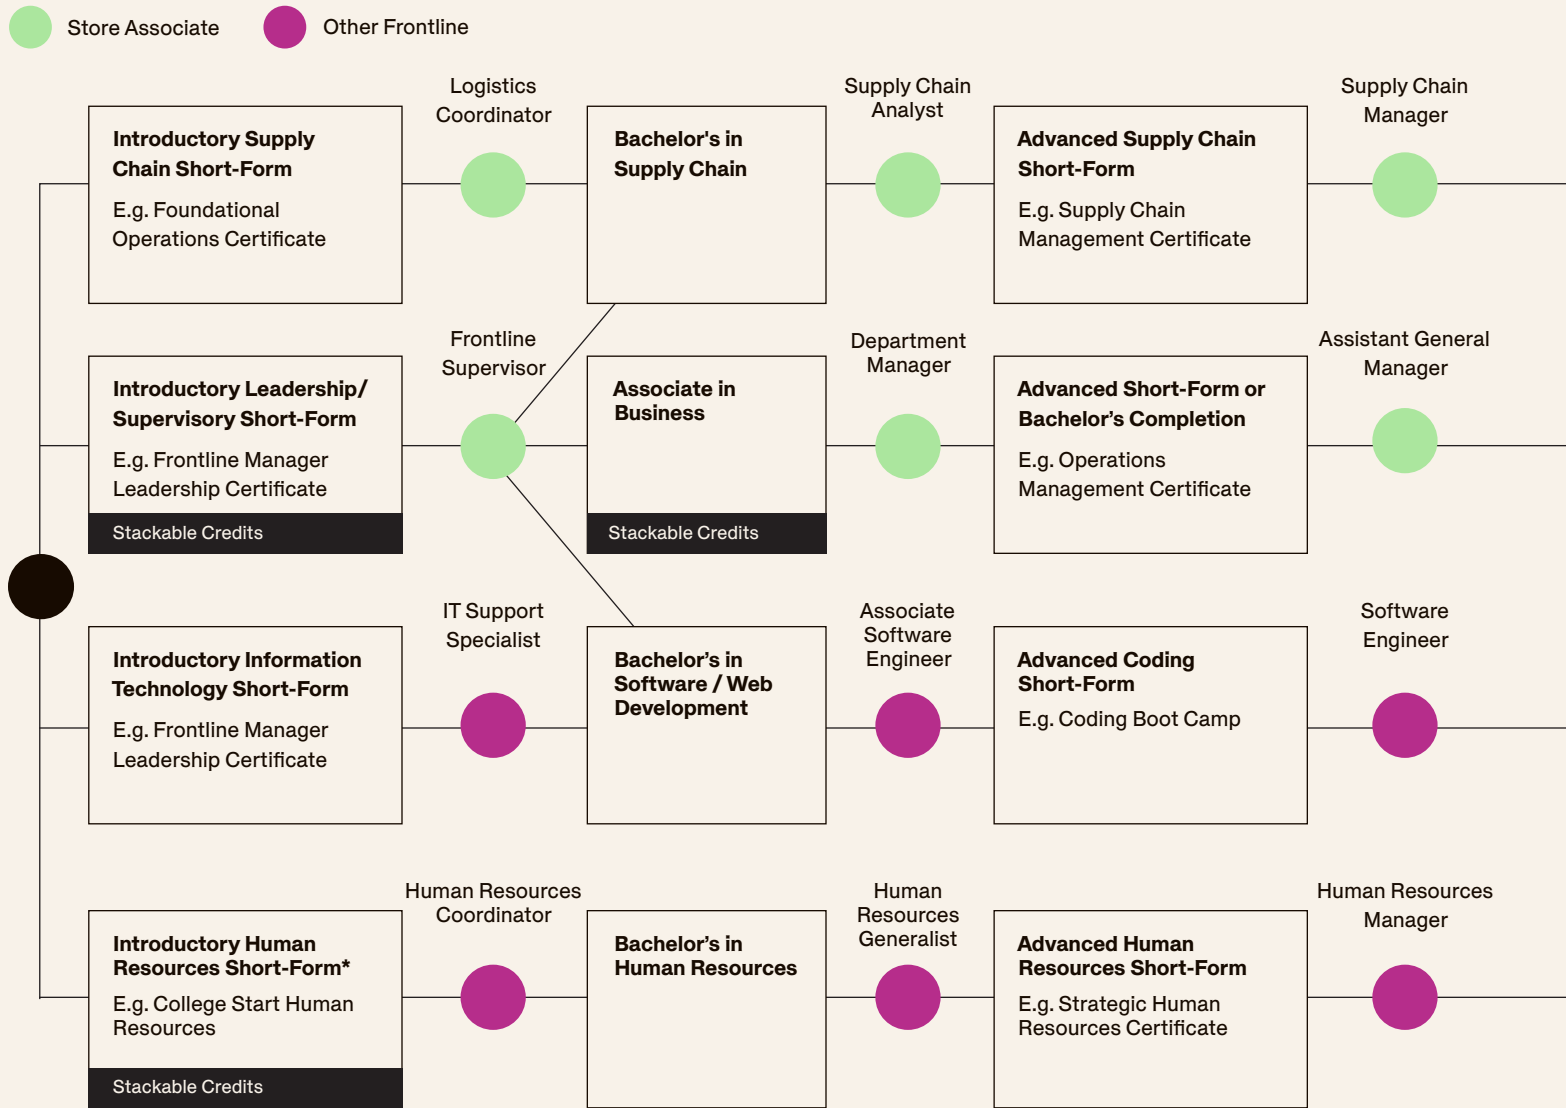 Store Associate
Other Frontline
Logistics
Coordinator
Supply Chain
Analyst
Supply Chain
Manager
Introductory Supply
Chain Short-Form
E.g. Foundational
Operations Certificate
Bachelor's in
Supply Chain
Advanced Supply Chain
Short-Form
E.g. Supply Chain
Management Certificate
Frontline
Supervisor
Department
Manager
Assistant General
Manager
Introductory Leadership/
Supervisory Short-Form
E.g. Frontline Manager
Leadership Certificate
Stackable Credits
Associate in
Business
Stackable Credits
Advanced Short-Form or
Bachelor’s Completion
E.g. Operations
Management Certificate
IT Support
Specialist
Associate
Software
Engineer
Software
Engineer
Introductory Information
Technology Short-Form
E.g. Frontline Manager
Leadership Certificate
Bachelor’s in
Software / Web
Development
Advanced Coding
Short-Form
E.g. Coding Boot Camp
Human Resources
Coordinator
Human
Resources
Generalist
Human Resources
Manager
Introductory Human
Resources Short-Form*
E.g. College Start Human
Resources
Stackable Credits
Bachelor’s in
Human Resources
Advanced Human
Resources Short-Form
E.g. Strategic Human
Resources Certificate